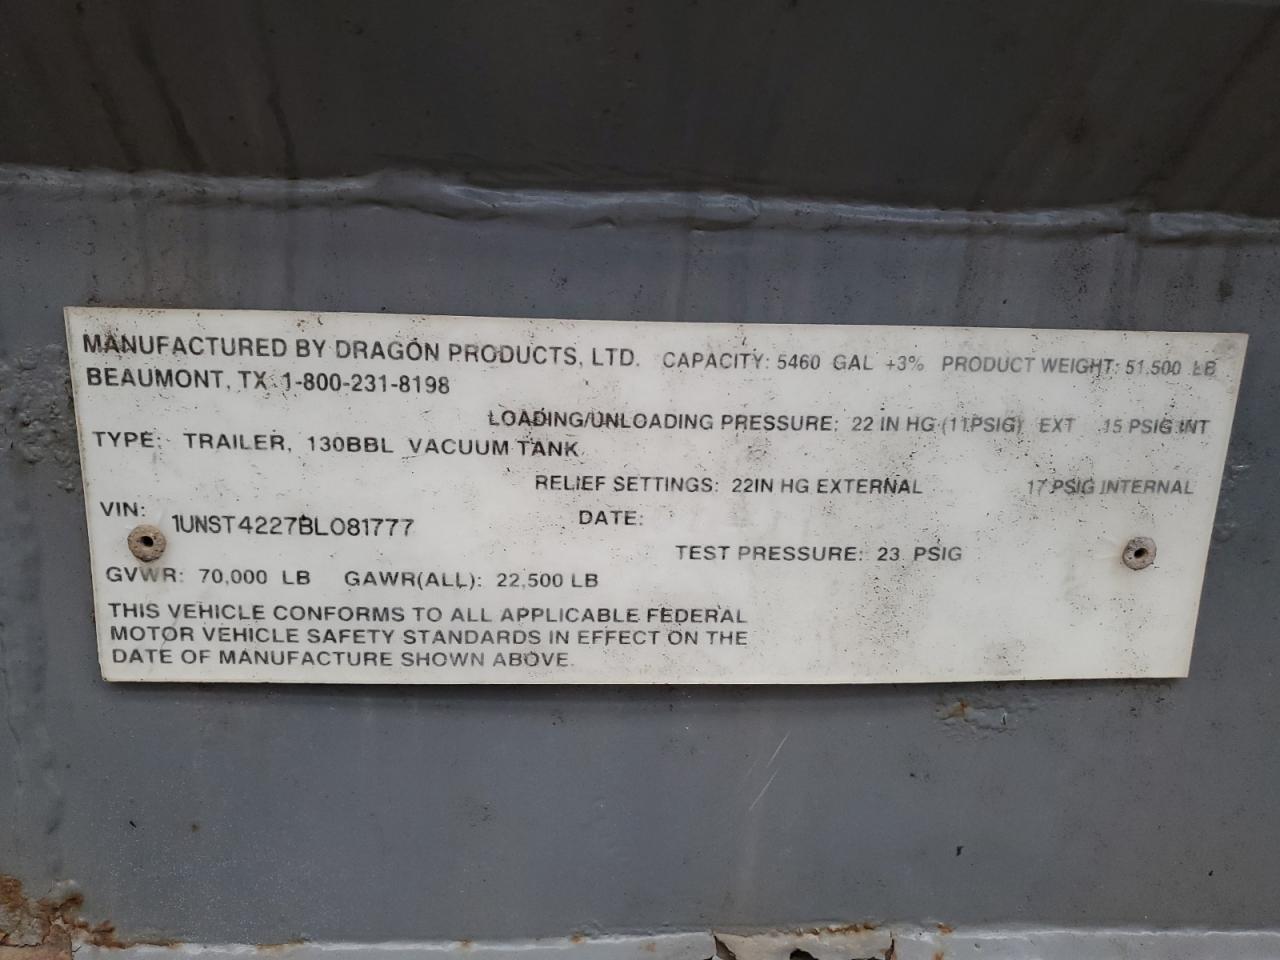 MANUFACTURED BY DRAGON PRODUCTS, LTD. CAPACITY: 5460 GAL +3% PRODUCT WEIGHT: 51,500 LB
BEAUMONT, TX 1-800-231-8198
LOADING/UNLOADING PRESSURE: 22 IN HG (11PSIG) EXT 15 PSIG INT
TYPE: TRAILER, 130BBL VACUUM TANK
RELIEF SETTINGS: 22IN HG EXTERNAL 17 PSIG INTERNAL
VIN: 1UNST4227BL081777 DATE:
TEST PRESSURE: 23 PSIG
GVWR: 70,000 LB GAWR(ALL): 22,500 LB
THIS VEHICLE CONFORMS TO ALL APPLICABLE FEDERAL
MOTOR VEHICLE SAFETY STANDARDS IN EFFECT ON THE
DATE OF MANUFACTURE SHOWN ABOVE.